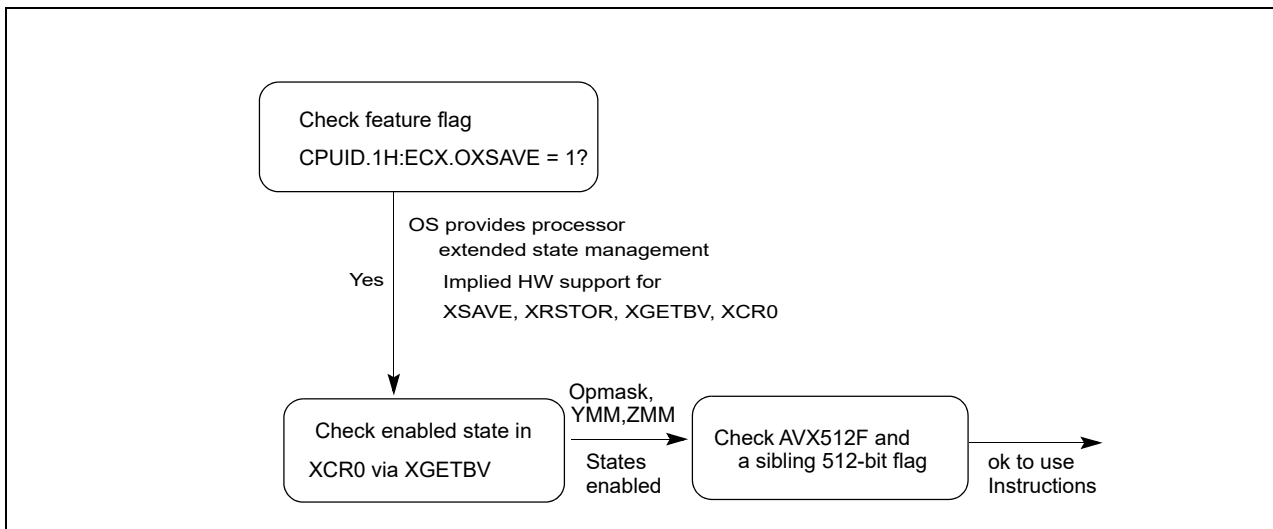 Check feature flag
CPUID.1H:ECX.OXSAVE = 1?
OS provides processor
extended state management
Yes
Implied HW support for
XSAVE, XRSTOR, XGETBV, XCR0
Check enabled state in
XCR0 via XGETBV
Opmask,
YMM,ZMM
States
enabled
Check AVX512F and
a sibling 512-bit flag
ok to use
Instructions